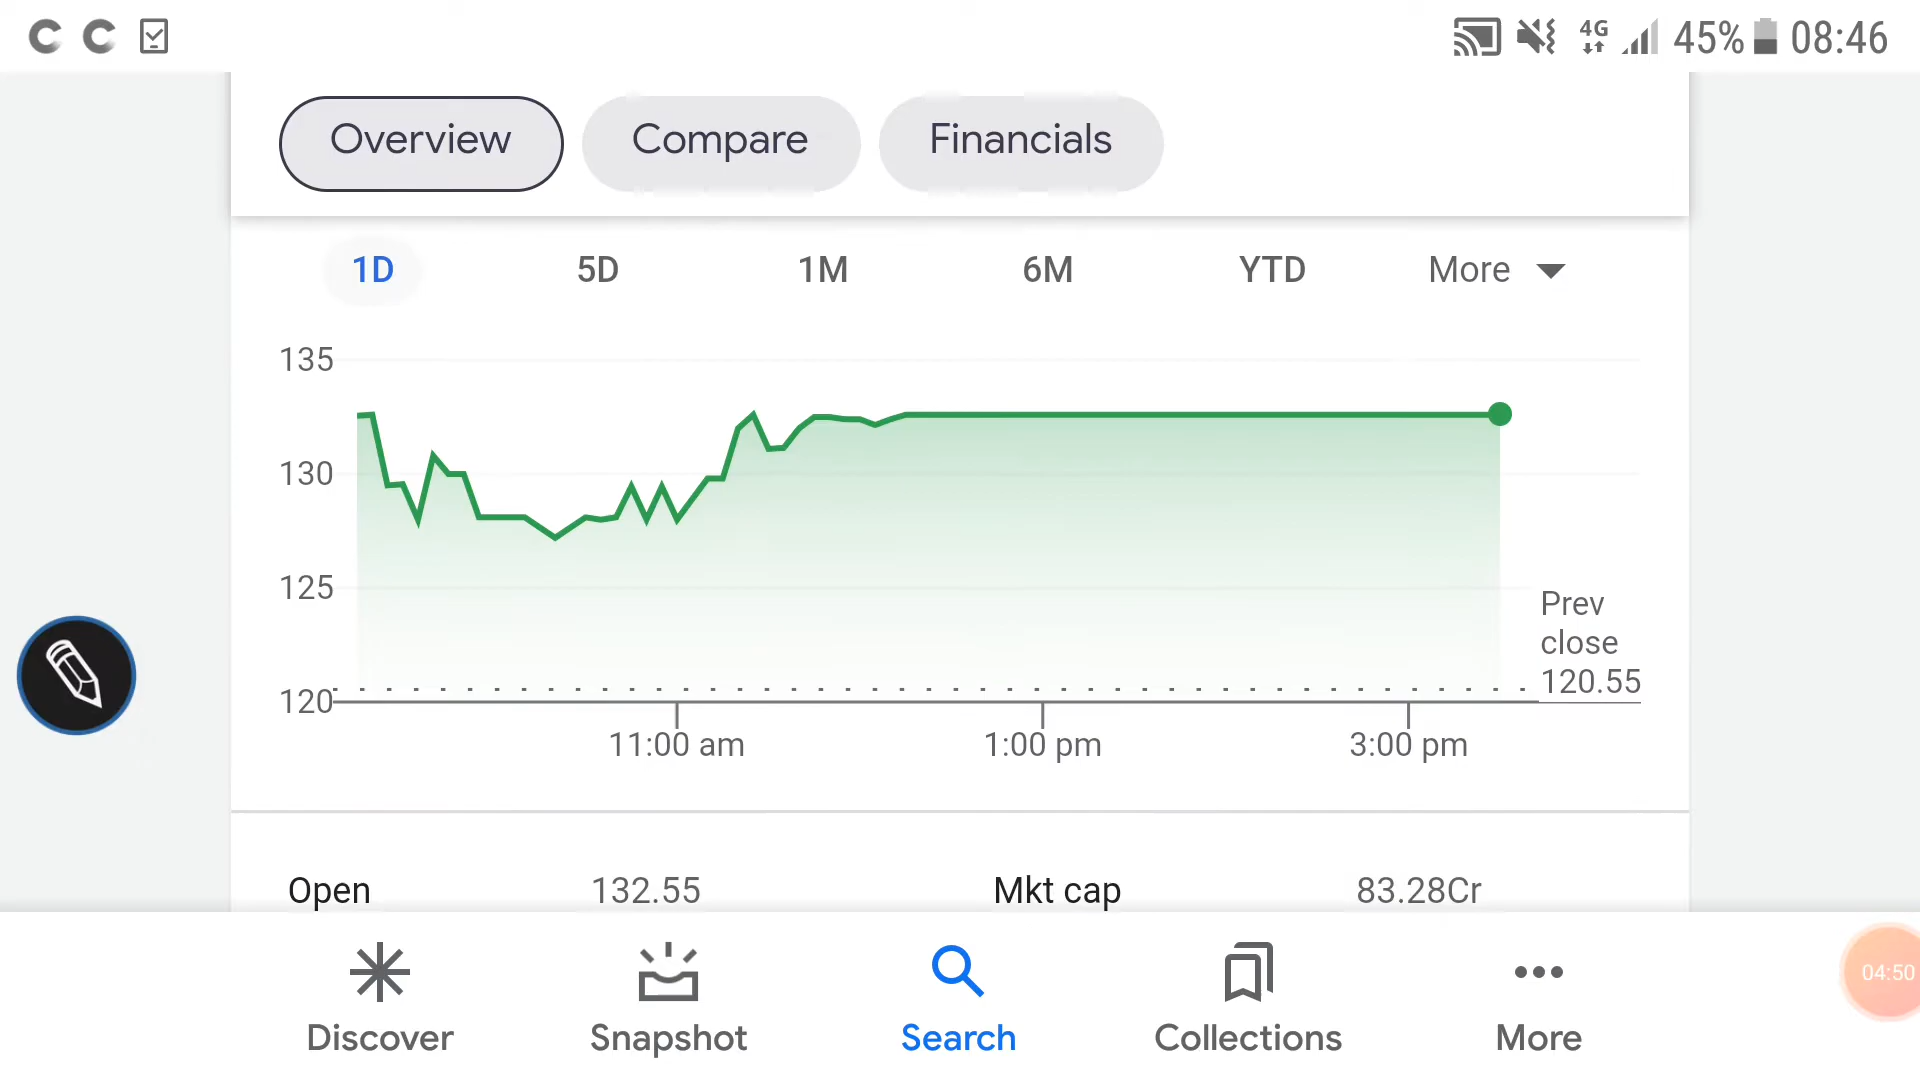 4G 45% 08:46
Overview Compare Financials
1D 5D 1M 6M YTD More
135
130
125
120
Prev
close
120.55
11:00 am 1:00 pm 3:00 pm
Open 132.55 Mkt cap 83.28Cr
Discover Snapshot Search Collections More
04:50